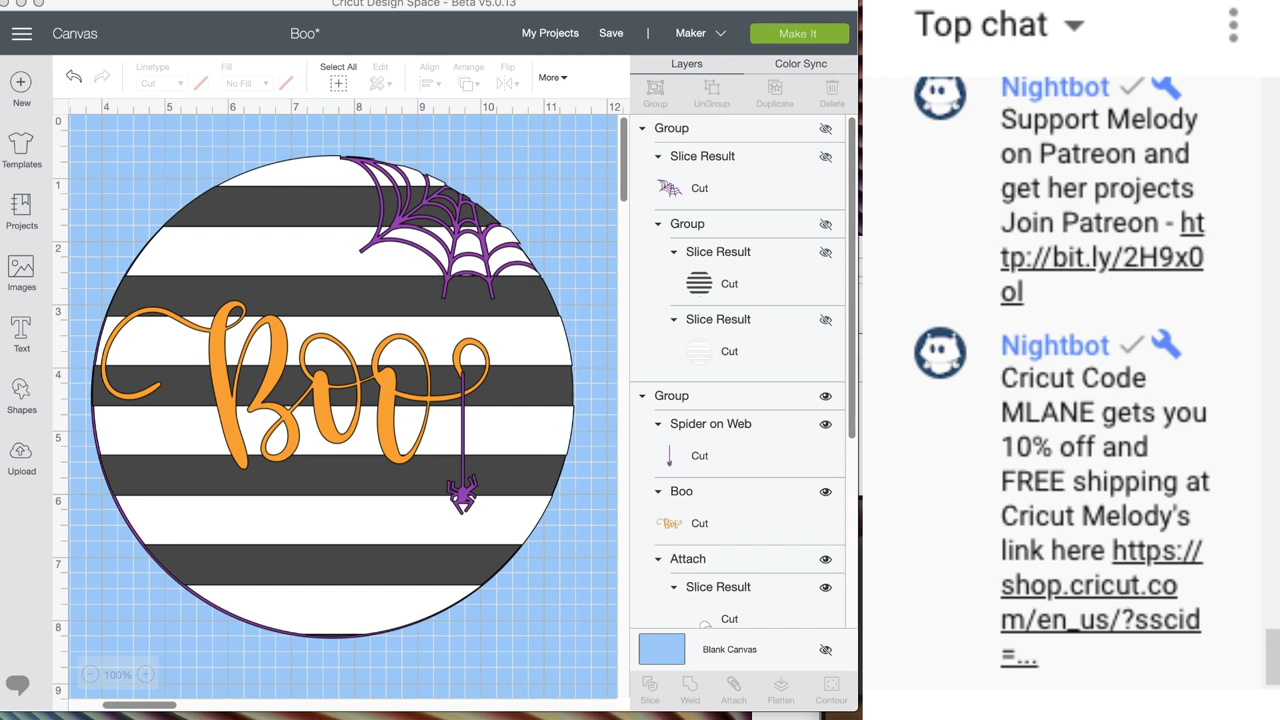 Cricut Design Space - Beta v5.0.13
Canvas
Boo*
My Projects
Save
|
Maker
Make It
New
Templates
Projects
Images
Text
Shapes
Upload
Linetype
Cut
Fill
No Fill
Select All
Edit
Align
Arrange
Flip
More
4 5 6 7 8 9 10 11 12
0
1
2
3
4
5
6
7
8
9
Boo
100%
Layers
Color Sync
Group
UnGroup
Duplicate
Delete
Group
Slice Result
Cut
Group
Slice Result
Cut
Slice Result
Cut
Group
Spider on Web
Cut
Boo
Boo
Cut
Attach
Slice Result
Cut
Blank Canvas
Slice
Weld
Attach
Flatten
Contour
Top chat
Nightbot
Support Melody
on Patreon and
get her projects
Join Patreon - ht
tp://bit.ly/2H9x0
ol
Nightbot
Cricut Code
MLANE gets you
10% off and
FREE shipping at
Cricut Melody's
link here https://
shop.cricut.co
m/en_us/?sscid
=...